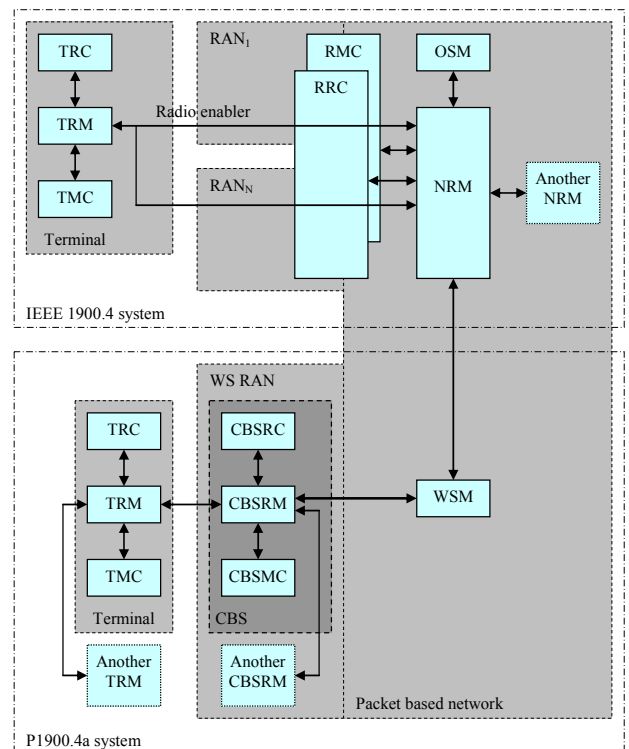 TRC
TRM
TMC
Terminal
RAN1
RMC
RRC
Radio enabler
RANN
OSM
NRM
Another
NRM
IEEE 1900.4 system
WS RAN
TRC
TRM
TMC
Terminal
Another
TRM
CBSRC
CBSRM
CBSMC
CBS
Another
CBSRM
WSM
Packet based network
P1900.4a system